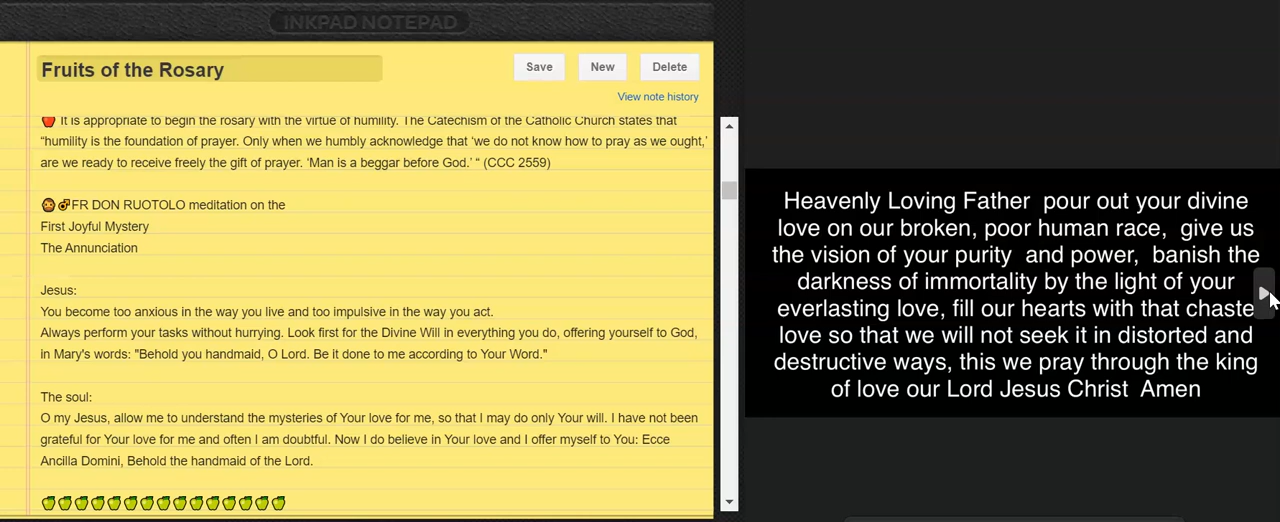 INKPAD NOTEPAD
Fruits of the Rosary
Save
New
Delete
View note history
It is appropriate to begin the rosary with the virtue of humility. The Catechism of the Catholic Church states that
“humility is the foundation of prayer. Only when we humbly acknowledge that ‘we do not know how to pray as we ought,’
are we ready to receive freely the gift of prayer. ‘Man is a beggar before God.’ “ (CCC 2559)
FR DON RUOTOLO meditation on the
First Joyful Mystery
The Annunciation
Jesus:
You become too anxious in the way you live and too impulsive in the way you act.
Always perform your tasks without hurrying. Look first for the Divine Will in everything you do, offering yourself to God,
in Mary's words: "Behold you handmaid, O Lord. Be it done to me according to Your Word."
The soul:
O my Jesus, allow me to understand the mysteries of Your love for me, so that I may do only Your will. I have not been
grateful for Your love for me and often I am doubtful. Now I do believe in Your love and I offer myself to You: Ecce
Ancilla Domini, Behold the handmaid of the Lord.
Heavenly Loving Father pour out your divine
love on our broken, poor human race, give us
the vision of your purity and power, banish the
darkness of immortality by the light of your
everlasting love, fill our hearts with that chaste
love so that we will not seek it in distorted and
destructive ways, this we pray through the king
of love our Lord Jesus Christ Amen